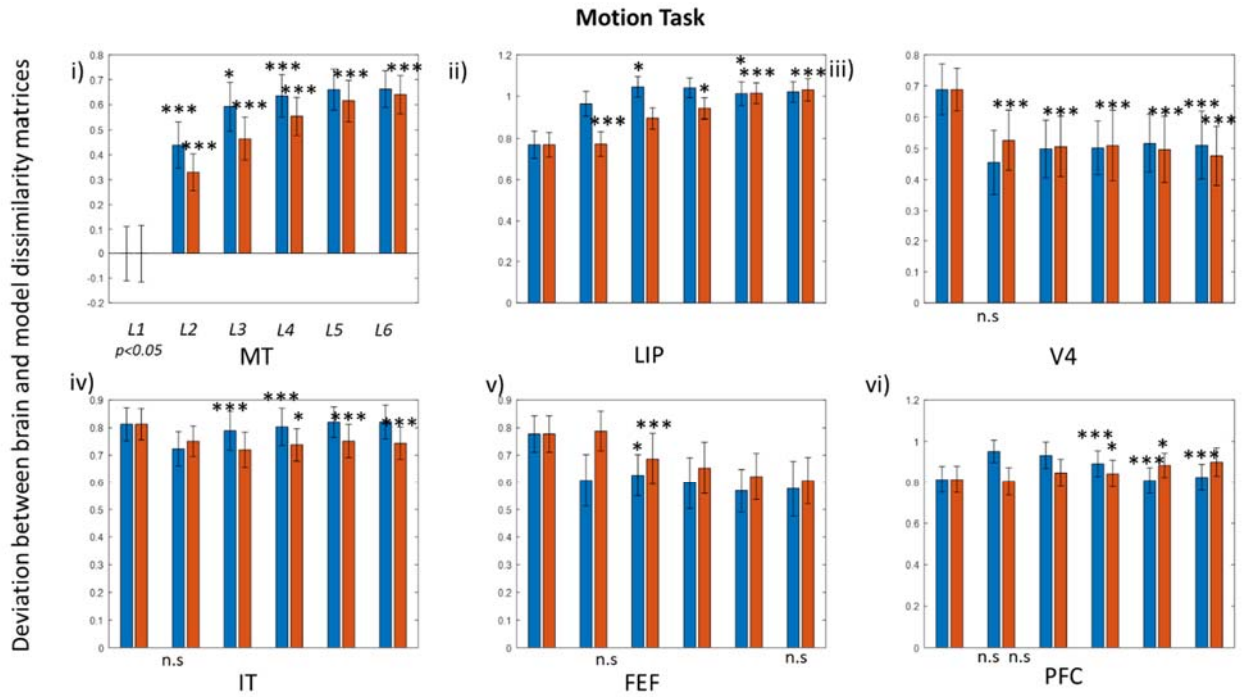 Motion Task
Deviation between brain and model dissimilarity matrices
i)
0.8
0.7
0.6
0.5
0.4
0.3
0.2
0.1
0
-0.1
-0.2
*** *** * *** *** *** *** ***
L1 L2 L3 L4 L5 L6
p<0.05
MT
ii)
1.2
1
0.8
0.6
0.4
0.2
0
*** * * * *** ***
LIP
iii)
0.8
0.7
0.6
0.5
0.4
0.3
0.2
0.1
0
*** *** *** *** *** ***
n.s
V4
iv)
0.9
0.8
0.7
0.6
0.5
0.4
0.3
0.2
0.1
0
*** *** * *** ***
n.s
IT
v)
0.9
0.8
0.7
0.6
0.5
0.4
0.3
0.2
0.1
0
* ***
n.s n.s
FEF
vi)
1.2
1
0.8
0.6
0.4
0.2
0
*** * *** * ***
n.s n.s
PFC